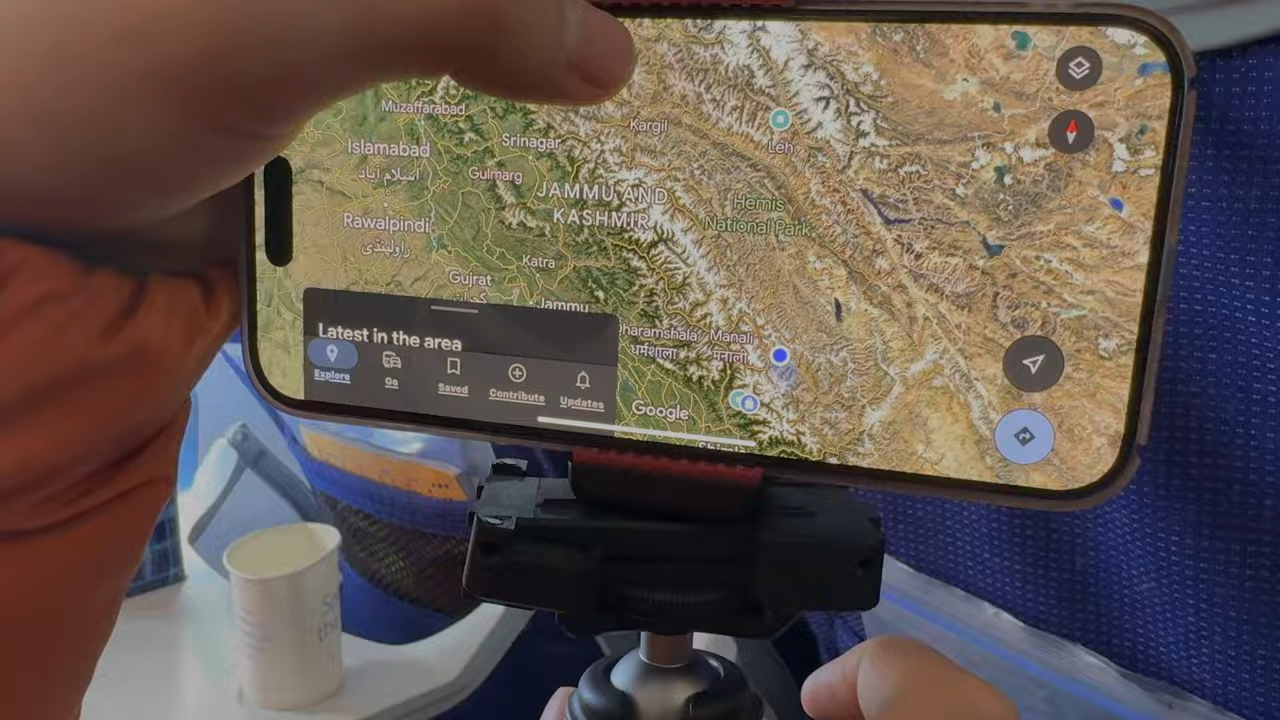 Muzaffarabad
Kargil
Leh
Srinagar
Islamabad
اسلام آباد
Gulmarg
JAMMU AND
KASHMIR
Hemis
National Park
Rawalpindi
راولپنڈی
Katra
Gujrat
Jammu
Latest in the area
Dharamshala
धर्मशाला
Manali
मनाली
Explore
Go
Saved
Contribute
Updates
Google